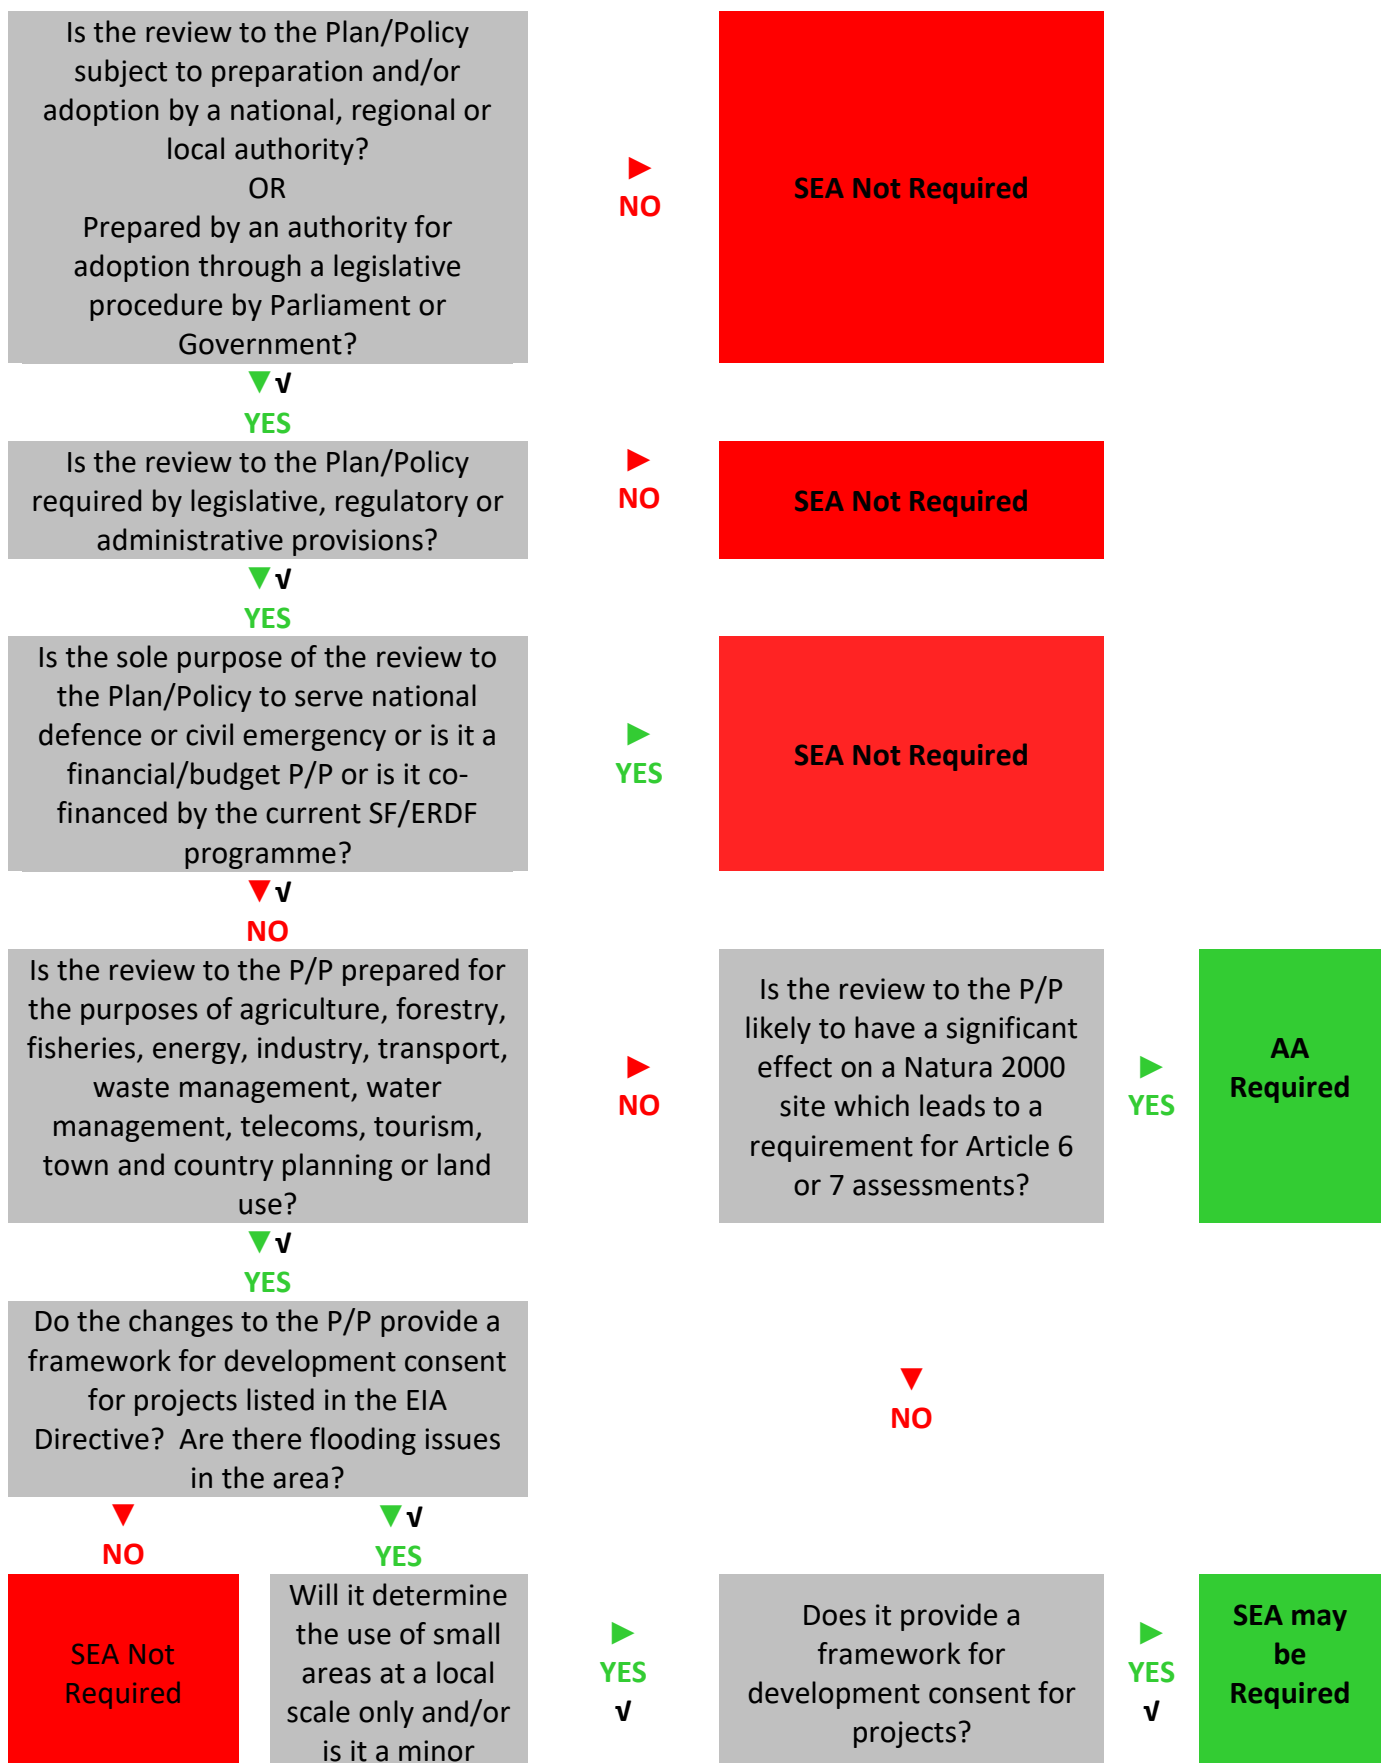 Is the review to the Plan/Policy
subject to preparation and/or
adoption by a national, regional or
local authority?
OR
Prepared by an authority for
adoption through a legislative
procedure by Parliament or
Government?
►
NO
SEA Not Required
▼√
YES
Is the review to the Plan/Policy
required by legislative, regulatory or
administrative provisions?
►
NO
SEA Not Required
▼√
YES
Is the sole purpose of the review to
the Plan/Policy to serve national
defence or civil emergency or is it a
financial/budget P/P or is it co-
financed by the current SF/ERDF
programme?
►
YES
SEA Not Required
▼√
NO
Is the review to the P/P prepared for
the purposes of agriculture, forestry,
fisheries, energy, industry, transport,
waste management, water
management, telecoms, tourism,
town and country planning or land
use?
►
NO
Is the review to the P/P
likely to have a significant
effect on a Natura 2000
site which leads to a
requirement for Article 6
or 7 assessments?
►
YES
AA
Required
▼√
YES
Do the changes to the P/P provide a
framework for development consent
for projects listed in the EIA
Directive?  Are there flooding issues
in the area?
▼
NO
▼
NO
▼√
YES
SEA Not
Required
Will it determine
the use of small
areas at a local
scale only and/or
is it a minor
►
YES
√
Does it provide a
framework for
development consent for
projects?
►
YES
√
SEA may
be
Required